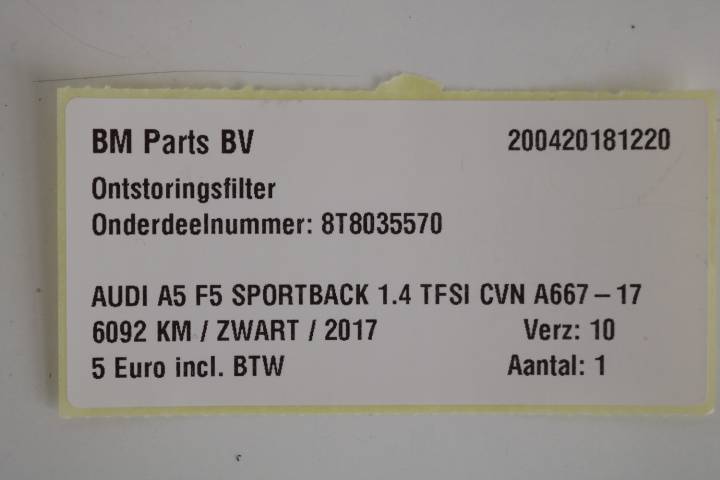 BM Parts BV 200420181220
Ontstoringsfilter
Onderdeelnummer: 8T8035570
AUDI A5 F5 SPORTBACK 1.4 TFSI CVN A667–17
6092 KM / ZWART / 2017 Verz: 10
5 Euro incl. BTW Aantal: 1